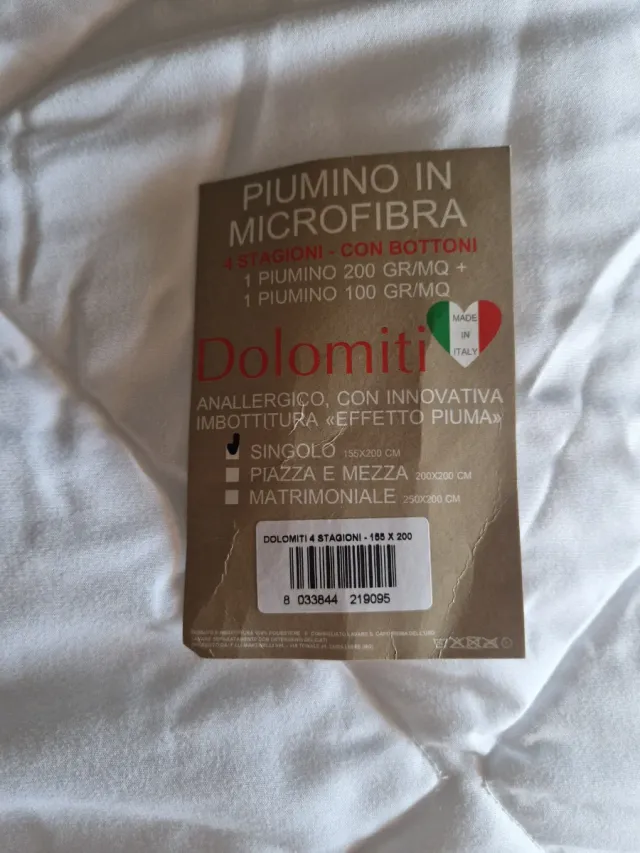 PIUMINO IN
MICROFIBRA
4 STAGIONI - CON BOTTONI
1 PIUMINO 200 GR/MQ +
1 PIUMINO 100 GR/MQ
MADE
IN
ITALY
Dolomiti
ANALLERGICO, CON INNOVATIVA
IMBOTTITURA «EFFETTO PIUMA»
SINGOLO 155X200 CM
PIAZZA E MEZZA 200X200 CM
MATRIMONIALE 250X200 CM
DOLOMITI 4 STAGIONI - 155 X 200
8 033844 219095